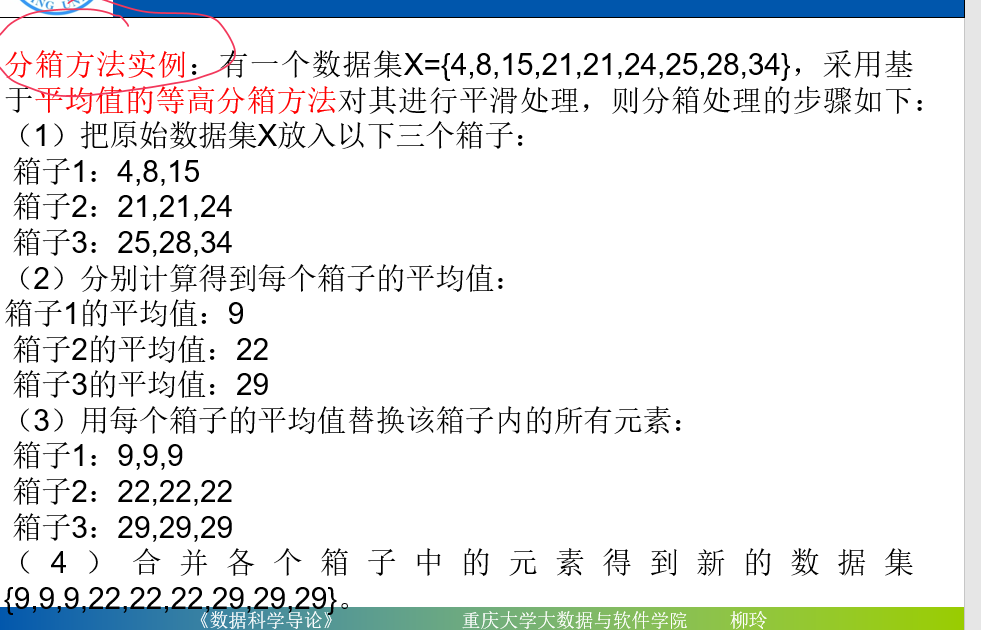 NG UN
分箱方法实例：有一个数据集X={4,8,15,21,21,24,25,28,34}，采用基
于平均值的等高分箱方法对其进行平滑处理，则分箱处理的步骤如下：
（1）把原始数据集X放入以下三个箱子：
箱子1：4,8,15
箱子2：21,21,24
箱子3：25,28,34
（2）分别计算得到每个箱子的平均值：
箱子1的平均值：9
箱子2的平均值：22
箱子3的平均值：29
（3）用每个箱子的平均值替换该箱子内的所有元素：
箱子1：9,9,9
箱子2：22,22,22
箱子3：29,29,29
（4）合并各个箱子中的元素得到新的数据集
{9,9,9,22,22,22,29,29,29}。
《数据科学导论》 重庆大学大数据与软件学院 柳玲